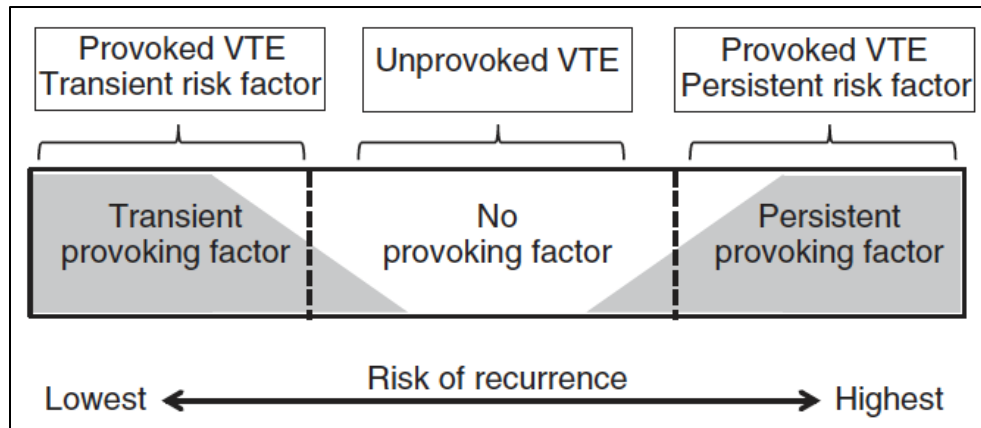 Provoked VTE
Transient risk factor
Unprovoked VTE
Provoked VTE
Persistent risk factor
Transient
provoking factor
No
provoking factor
Persistent
provoking factor
Risk of recurrence
Lowest
Highest